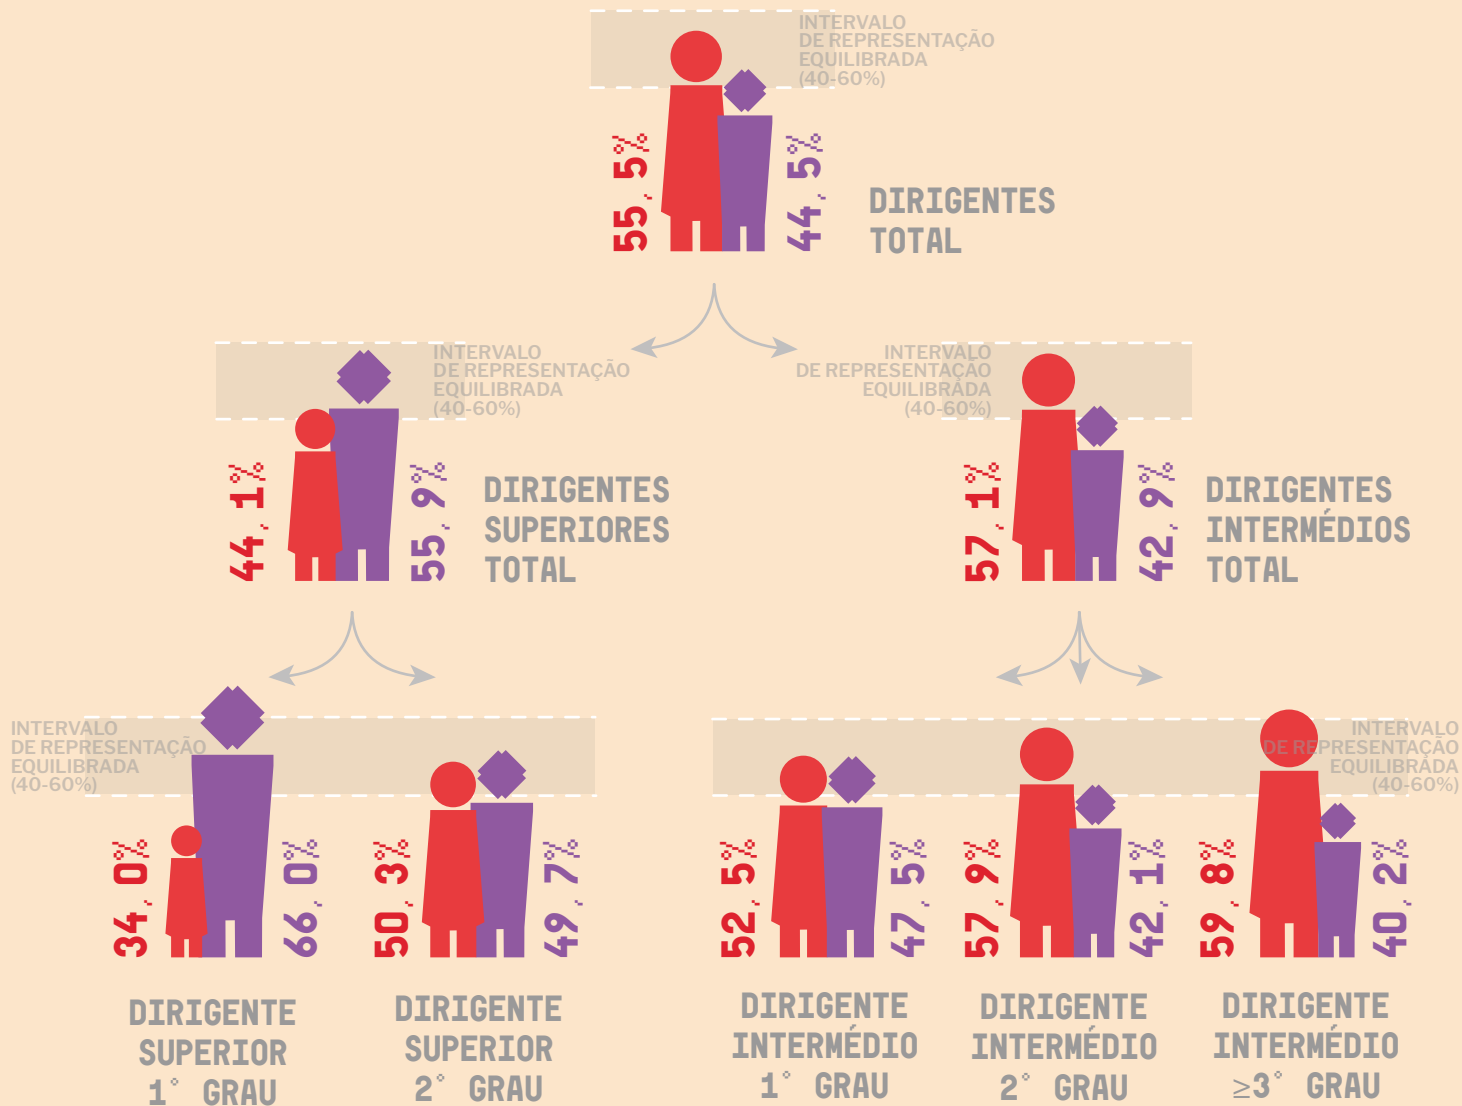 INTERVALO
DE REPRESENTAÇÃO
EQUILIBRADA
(40-60%)
55,5%
44,5%
DIRIGENTES
TOTAL
INTERVALO
DE REPRESENTAÇÃO
EQUILIBRADA
(40-60%)
44,1%
55,9%
DIRIGENTES
SUPERIORES
TOTAL
INTERVALO
DE REPRESENTAÇÃO
EQUILIBRADA
(40-60%)
57,1%
42,9%
DIRIGENTES
INTERMÉDIOS
TOTAL
INTERVALO
DE REPRESENTAÇÃO
EQUILIBRADA
(40-60%)
34,0%
66,0%
DIRIGENTE
SUPERIOR
1° GRAU
50,3%
49,7%
DIRIGENTE
SUPERIOR
2° GRAU
52,5%
47,5%
DIRIGENTE
INTERMÉDIO
1° GRAU
57,9%
42,1%
DIRIGENTE
INTERMÉDIO
2° GRAU
INTERVALO
DE REPRESENTAÇÃO
EQUILIBRADA
(40-60%)
59,8%
40,2%
DIRIGENTE
INTERMÉDIO
≥3° GRAU